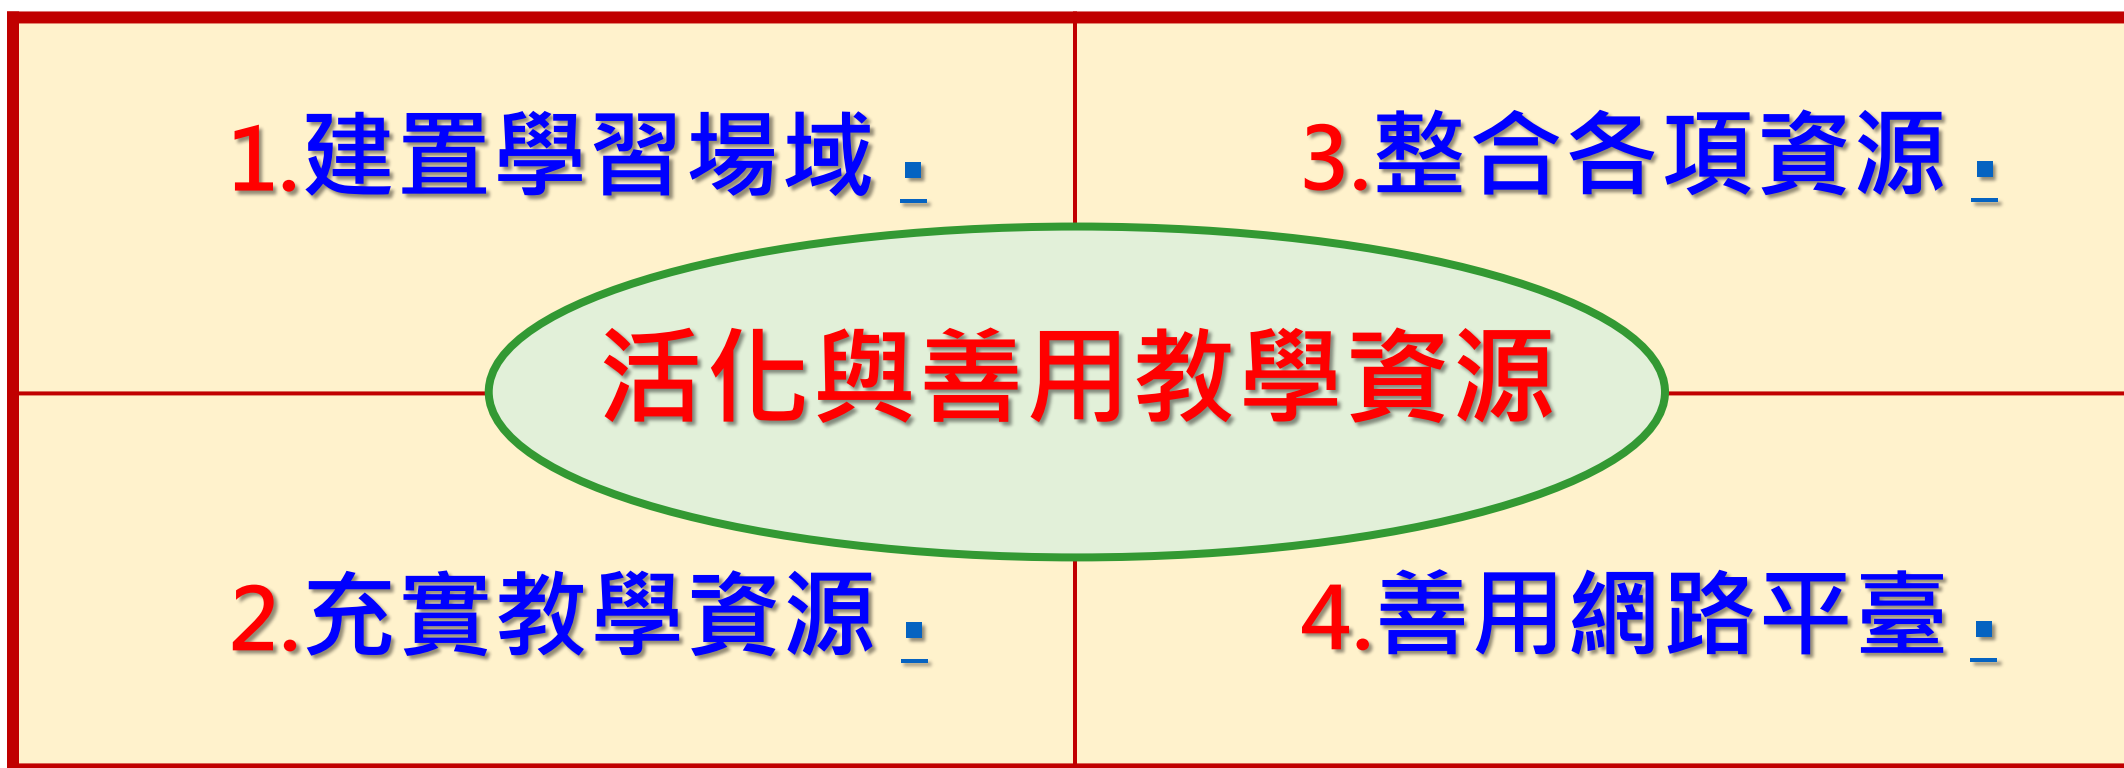 1.建置學習場域▪
3.整合各項資源▪
活化與善用教學資源
2.充實教學資源▪
4.善用網路平臺▪